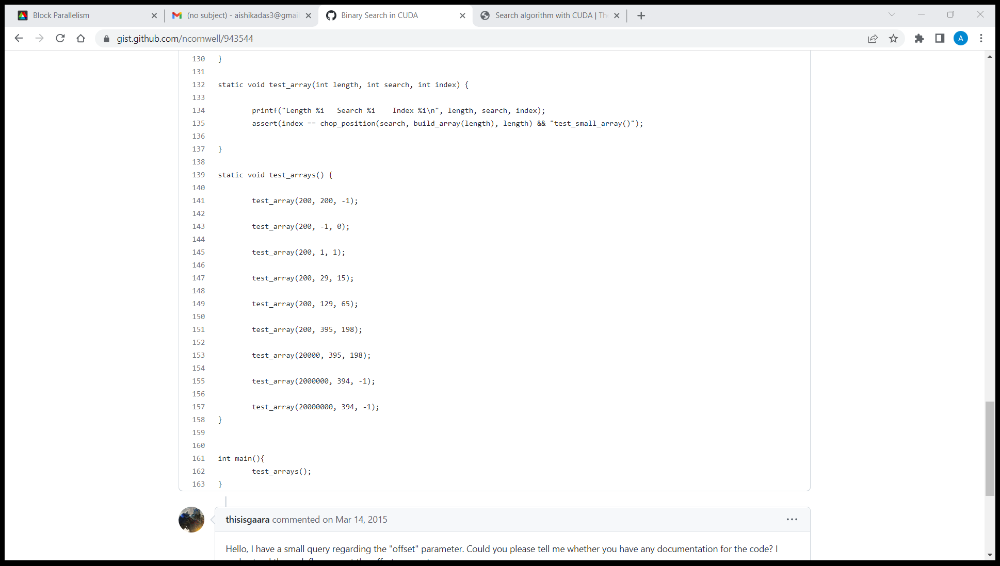 Block Parallelism
(no subject) - aishikadas3@gmail
Binary Search in CUDA
Search algorithm with CUDA | Th
gist.github.com/ncornwell/943544
A
130 }
131
132 static void test_array(int length, int search, int index) {
133
134 printf("Length %i   Search %i    Index %i\n", length, search, index);
135 assert(index == chop_position(search, build_array(length), length) && "test_small_array()");
136
137 }
138
139 static void test_arrays() {
140
141 test_array(200, 200, -1);
142
143 test_array(200, -1, 0);
144
145 test_array(200, 1, 1);
146
147 test_array(200, 29, 15);
148
149 test_array(200, 129, 65);
150
151 test_array(200, 395, 198);
152
153 test_array(20000, 395, 198);
154
155 test_array(2000000, 394, -1);
156
157 test_array(20000000, 394, -1);
158 }
159
160
161 int main(){
162 test_arrays();
163 }
thisisgaara commented on Mar 14, 2015
Hello, I have a small query regarding the "offset" parameter. Could you please tell me whether you have any documentation for the code? I